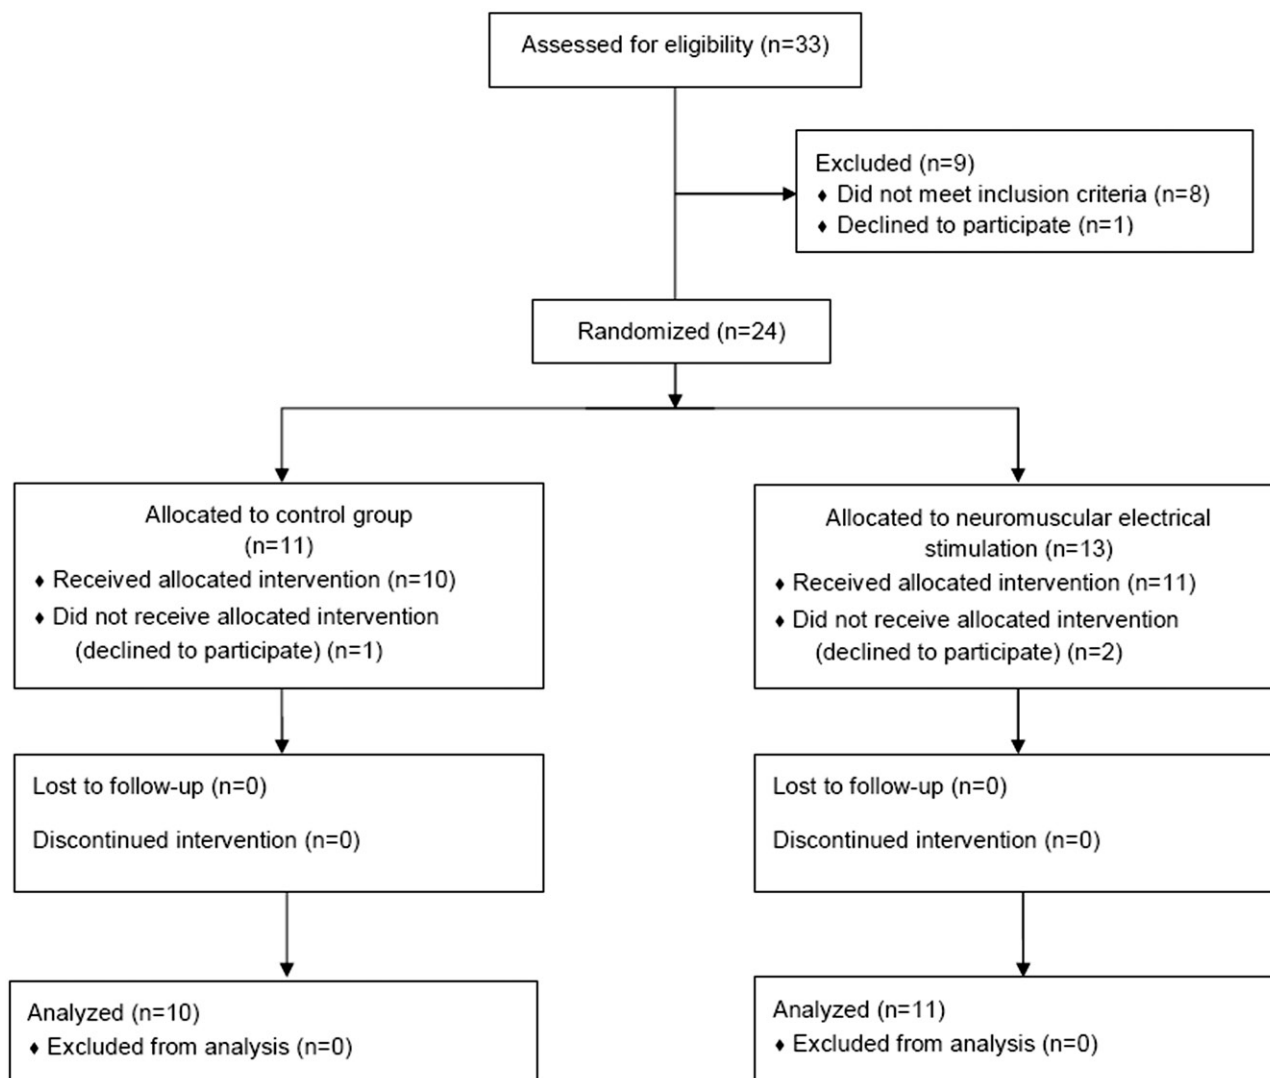 Assessed for eligibility (n=33)
Excluded (n=9)
♦ Did not meet inclusion criteria (n=8)
♦ Declined to participate (n=1)
Randomized (n=24)
Allocated to control group
(n=11)
♦ Received allocated intervention (n=10)
♦ Did not receive allocated intervention
(declined to participate) (n=1)
Allocated to neuromuscular electrical
stimulation (n=13)
♦ Received allocated intervention (n=11)
♦ Did not receive allocated intervention
(declined to participate) (n=2)
Lost to follow-up (n=0)
Discontinued intervention (n=0)
Lost to follow-up (n=0)
Discontinued intervention (n=0)
Analyzed (n=10)
♦ Excluded from analysis (n=0)
Analyzed (n=11)
♦ Excluded from analysis (n=0)